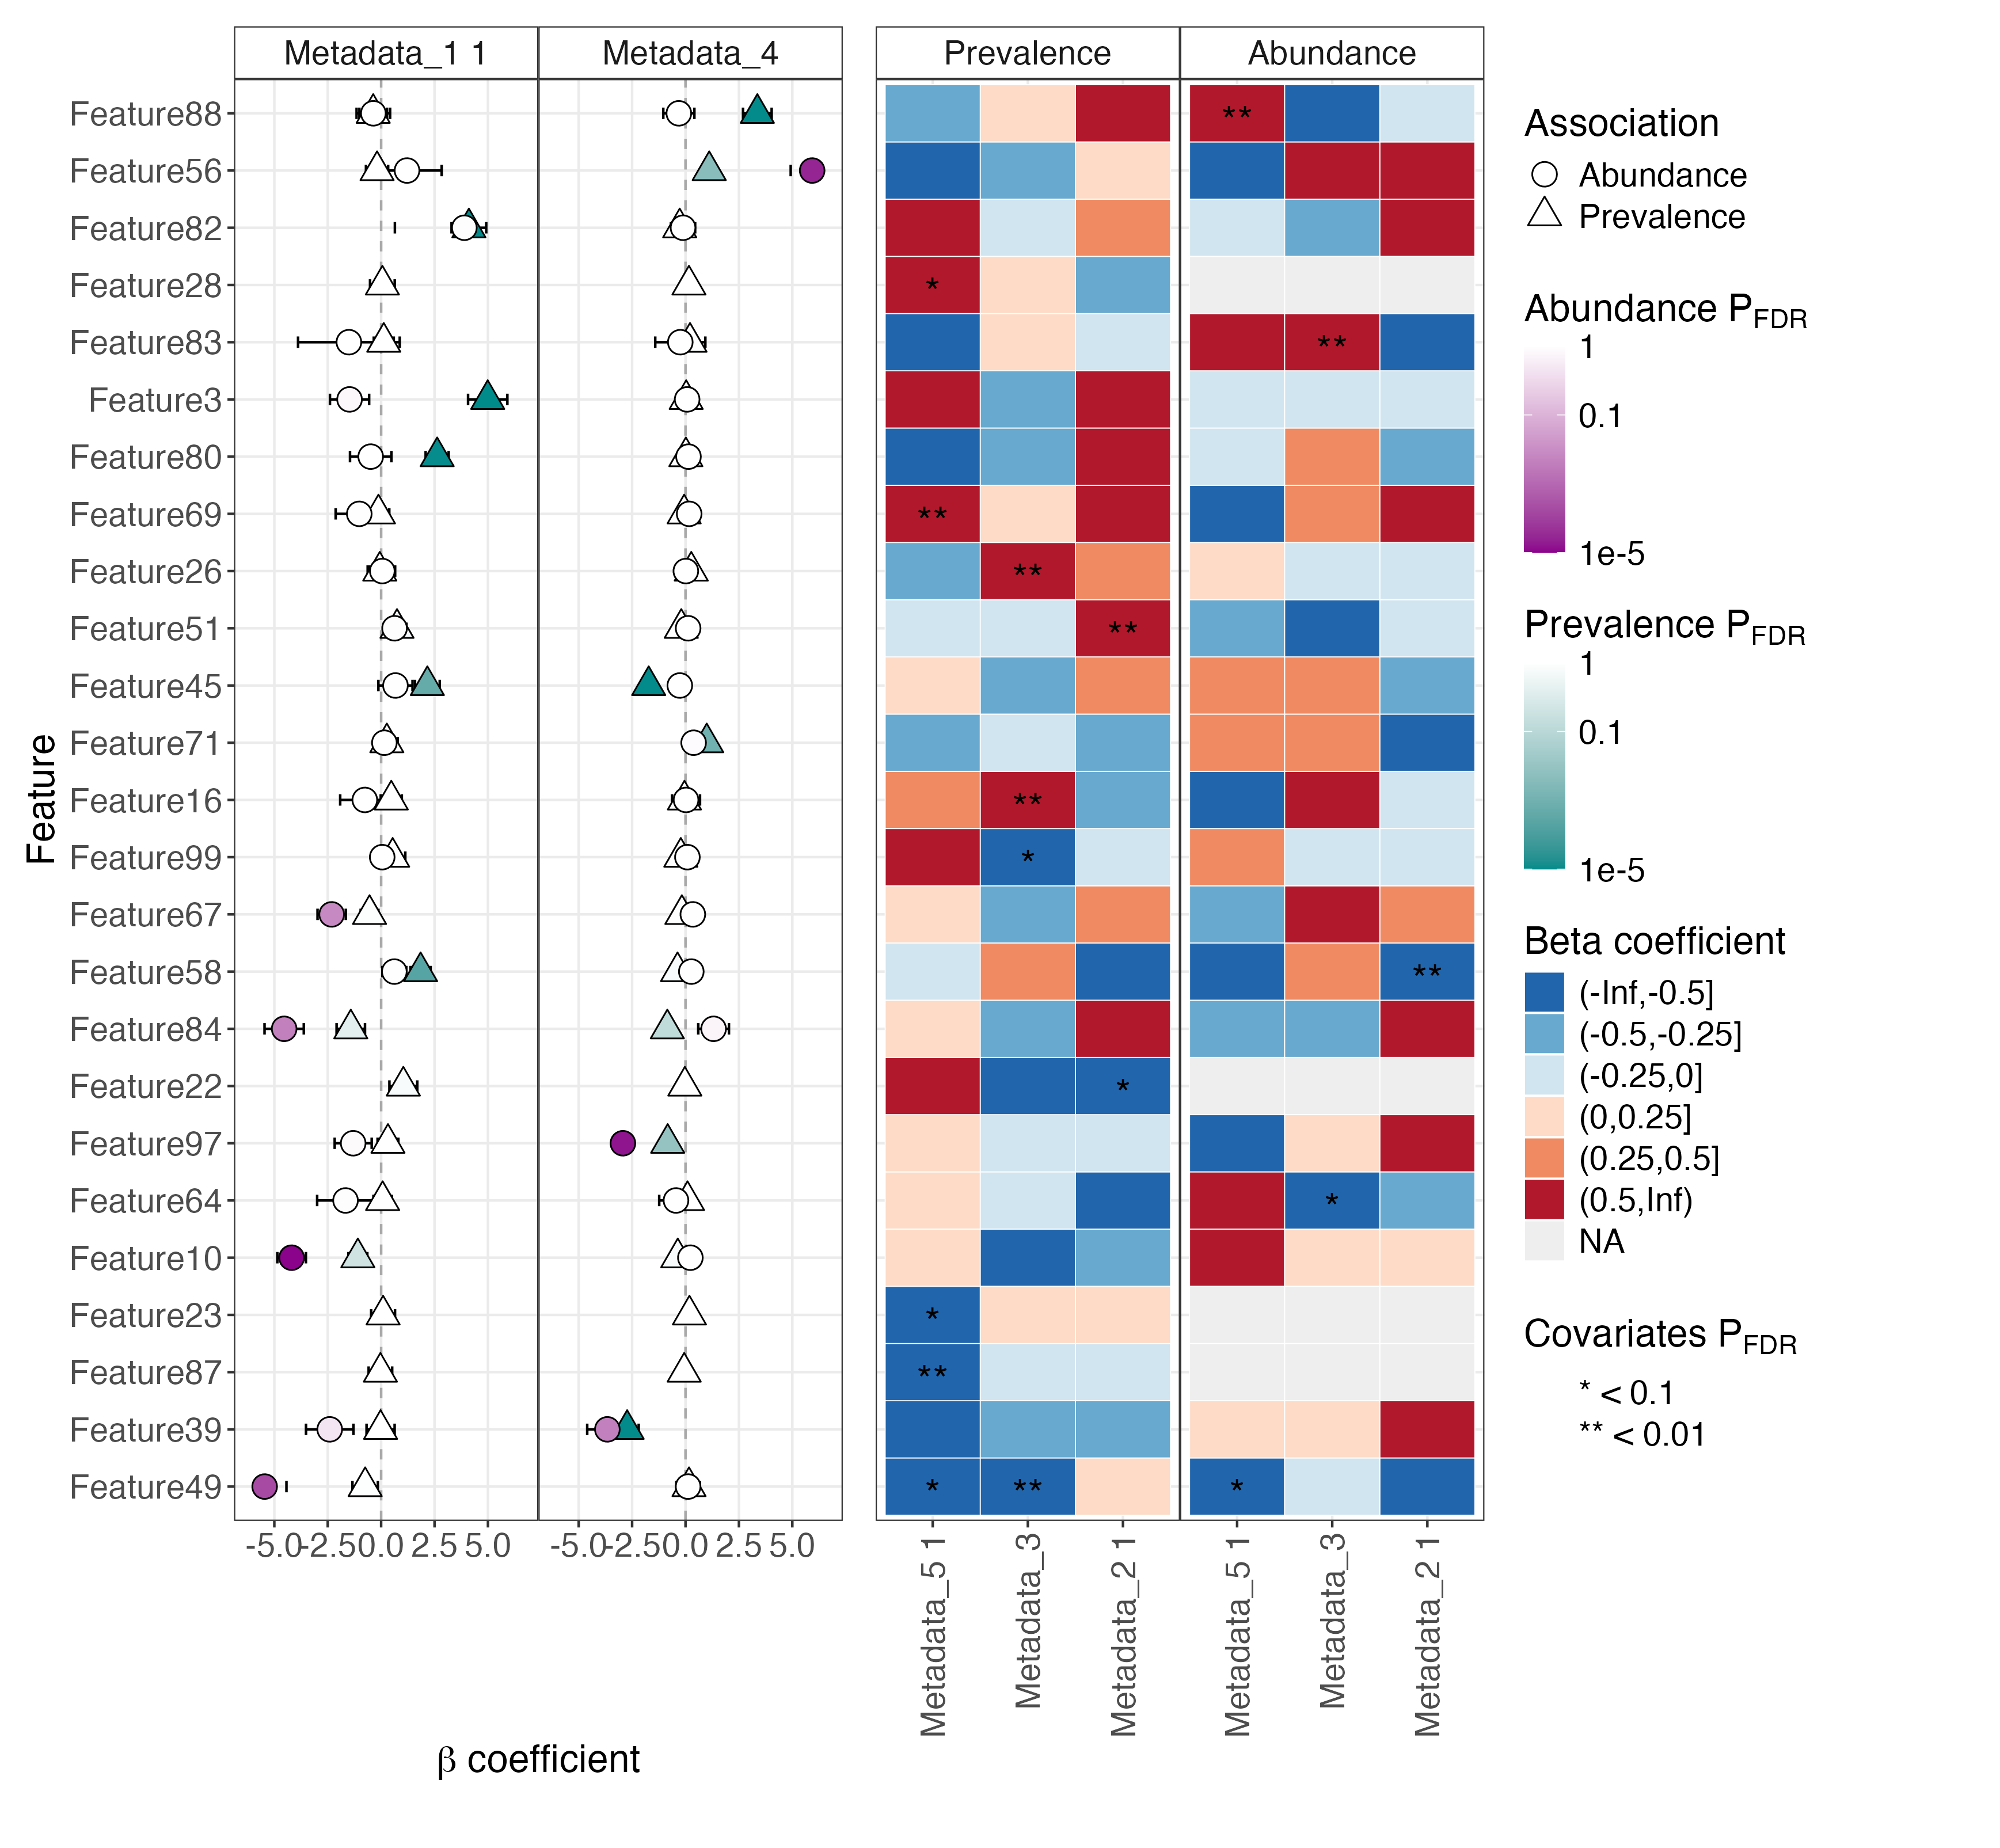 Metadata_1 1
Metadata_4
Prevalence
Abundance
Feature88
Feature56
Feature82
Feature28
Feature83
Feature3
Feature80
Feature69
Feature26
Feature51
Feature45
Feature71
Feature16
Feature99
Feature67
Feature58
Feature84
Feature22
Feature97
Feature64
Feature10
Feature23
Feature87
Feature39
Feature49
Feature
-5.0 -2.5 0.0 2.5 5.0
-5.0 -2.5 0.0 2.5 5.0
β coefficient
**
*
**
**
**
**
**
*
**
*
*
*
**
* ** *
Metadata_5 1
Metadata_3
Metadata_2 1
Metadata_5 1
Metadata_3
Metadata_2 1
Association
Abundance
Prevalence
Abundance PFDR
1
0.1
1e-5
Prevalence PFDR
1
0.1
1e-5
Beta coefficient
(-Inf,-0.5]
(-0.5,-0.25]
(-0.25,0]
(0,0.25]
(0.25,0.5]
(0.5,Inf)
NA
Covariates PFDR
* < 0.1
** < 0.01